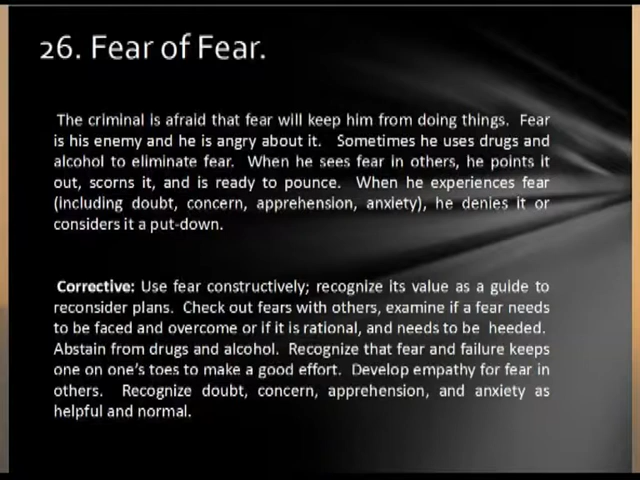 26. Fear of Fear.
The criminal is afraid that fear will keep him from doing things. Fear
is his enemy and he is angry about it. Sometimes he uses drugs and
alcohol to eliminate fear. When he sees fear in others, he points it
out, scorns it, and is ready to pounce. When he experiences fear
(including doubt, concern, apprehension, anxiety), he denies it or
considers it a put-down.
Corrective: Use fear constructively; recognize its value as a guide to
reconsider plans. Check out fears with others, examine if a fear needs
to be faced and overcome or if it is rational, and needs to be heeded.
Abstain from drugs and alcohol. Recognize that fear and failure keeps
one on one's toes to make a good effort. Develop empathy for fear in
others. Recognize doubt, concern, apprehension, and anxiety as
helpful and normal.